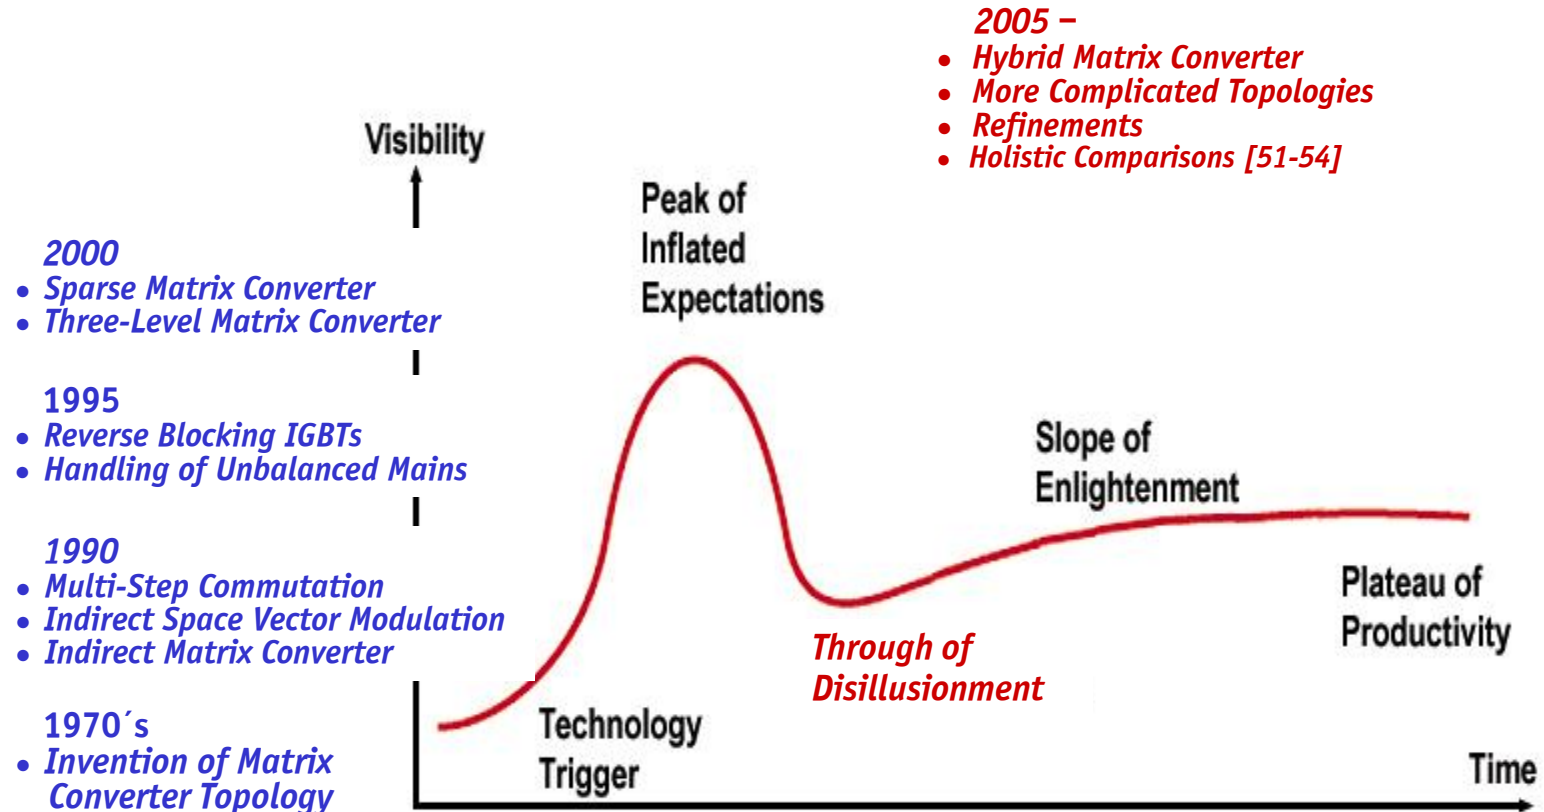 2005 –
• Hybrid Matrix Converter
• More Complicated Topologies
• Refinements
• Holistic Comparisons [51-54]
Visibility
Peak of
Inflated
Expectations
2000
• Sparse Matrix Converter
• Three-Level Matrix Converter
1995
• Reverse Blocking IGBTs
• Handling of Unbalanced Mains
Slope of
Enlightenment
1990
• Multi-Step Commutation
• Indirect Space Vector Modulation
• Indirect Matrix Converter
Plateau of
Productivity
Through of
Disillusionment
1970´s
• Invention of Matrix
Converter Topology
Technology
Trigger
Time